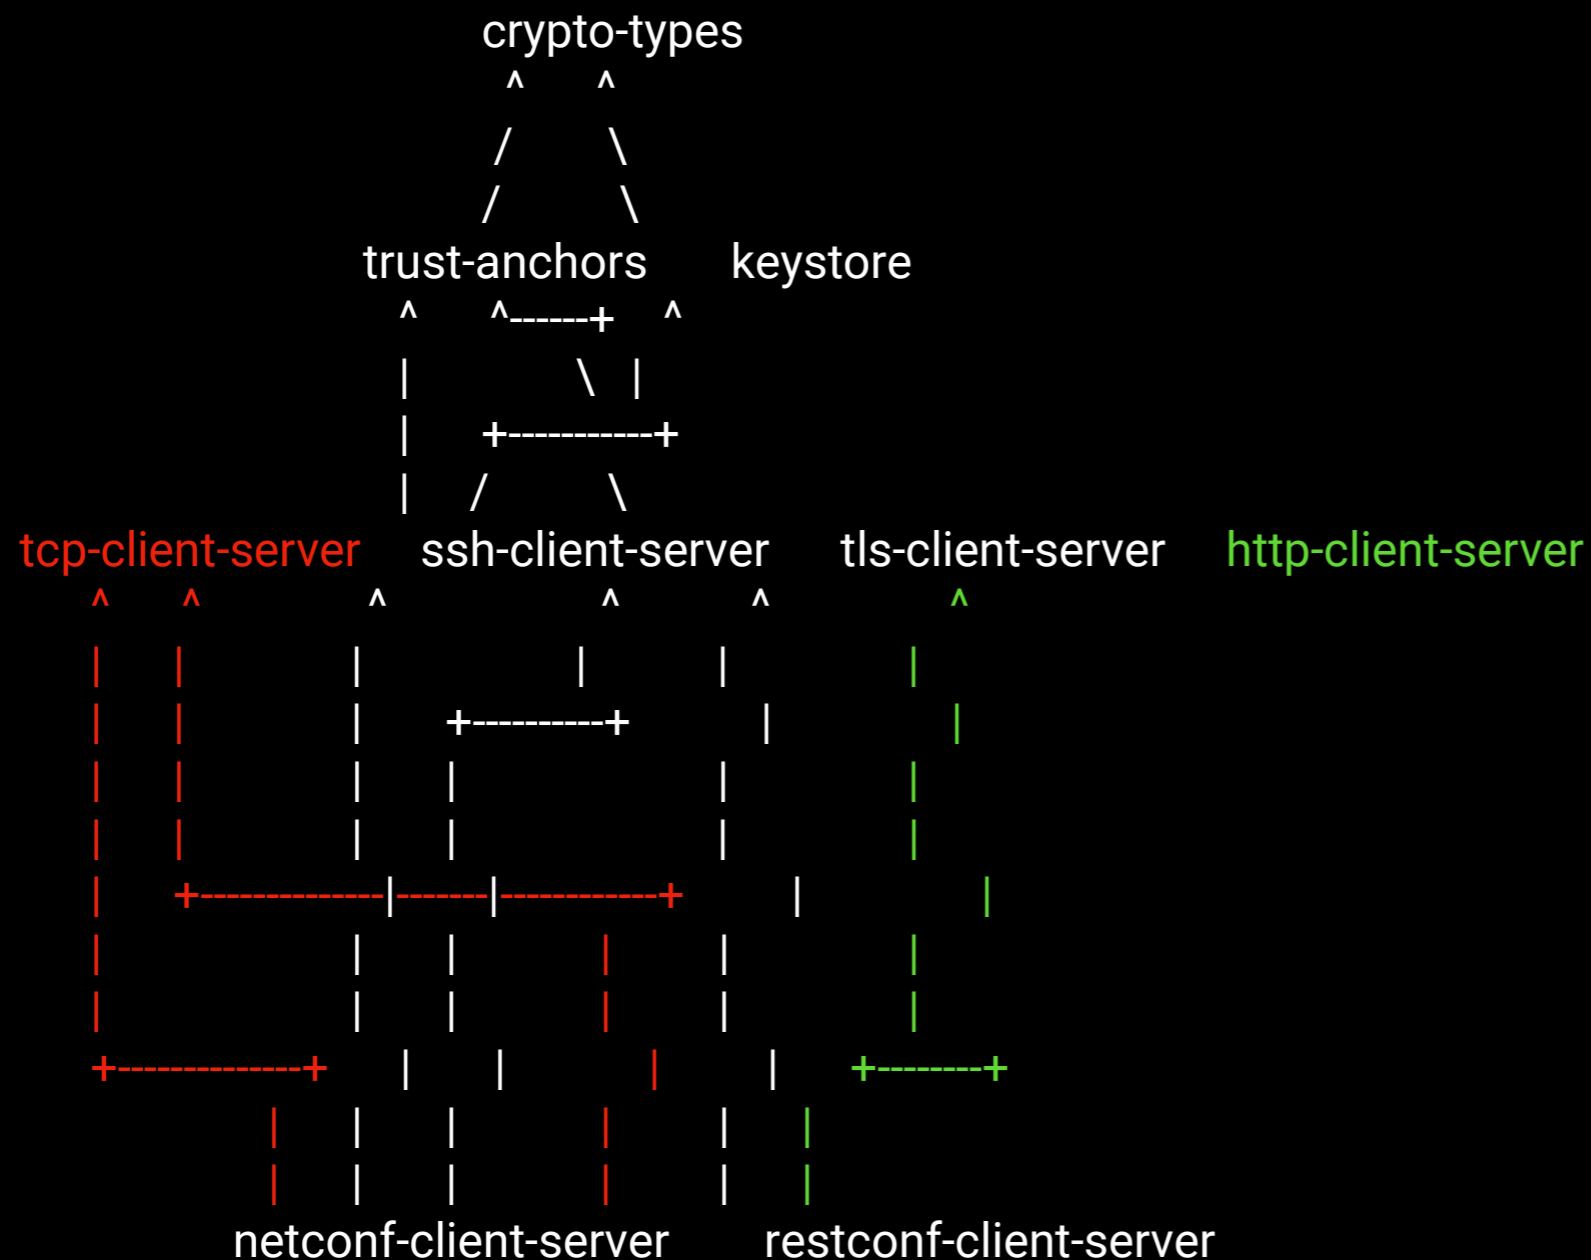 crypto-types
^ ^
/ \
/ \
trust-anchors keystore
^ ^------+ ^
| \ |
| +-----------+
| / \
tcp-client-server ssh-client-server tls-client-server http-client-server
^ ^ ^ ^ ^ ^
| | | | | |
| | | +----------+ | |
| | | | | |
| | | | | |
| +--------------|-------|------------+ | |
| | | | | |
| | | | | |
+--------------+ | | | | +--------+
| | | | | |
| | | | | |
netconf-client-server restconf-client-server